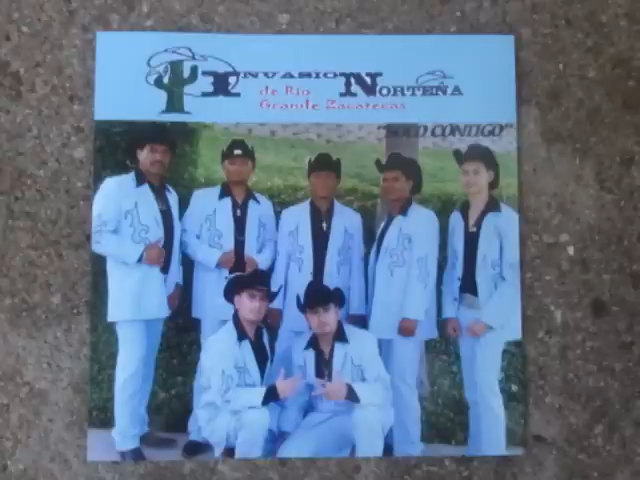 INVASION NORTEÑA
de Rio
Grande Zacatecas
"SOLO CONTIGO"